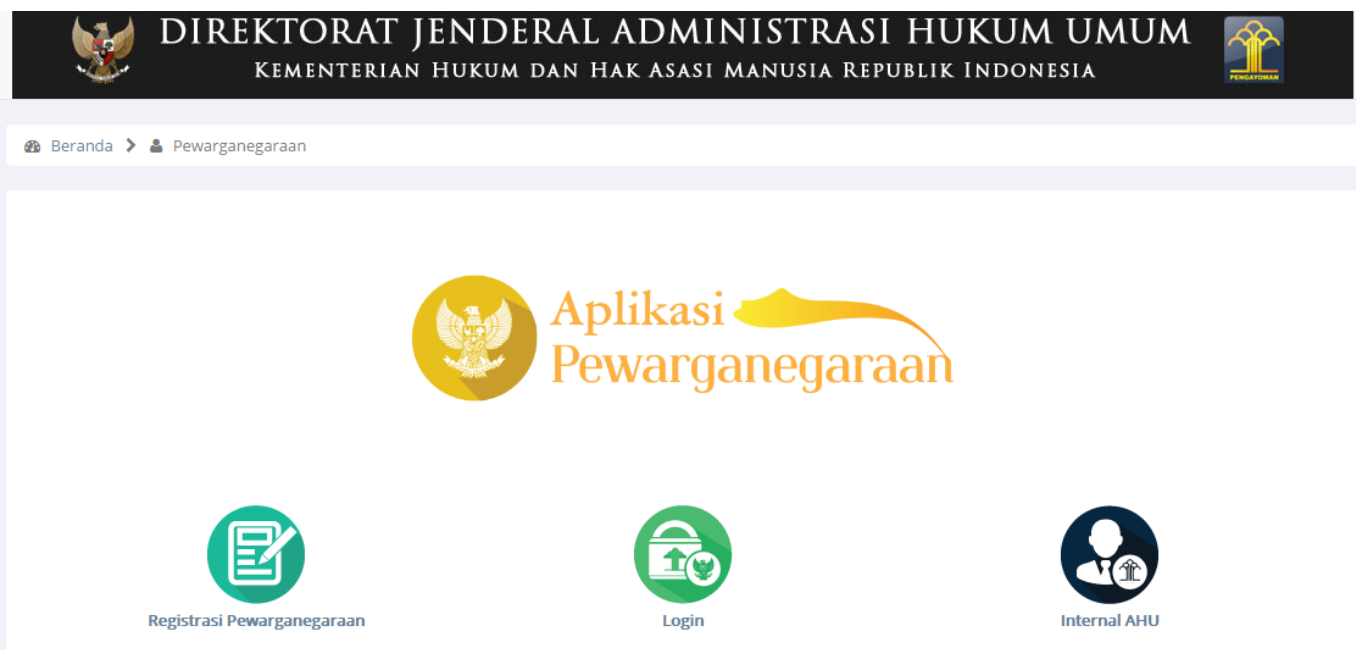 DIREKTORAT JENDERAL ADMINISTRASI HUKUM UMUM
KEMENTERIAN HUKUM DAN HAK ASASI MANUSIA REPUBLIK INDONESIA
PENGAYOMAN
Beranda > Pewarganegaraan
Aplikasi
Pewarganegaraan
Registrasi Pewarganegaraan
Login
Internal AHU